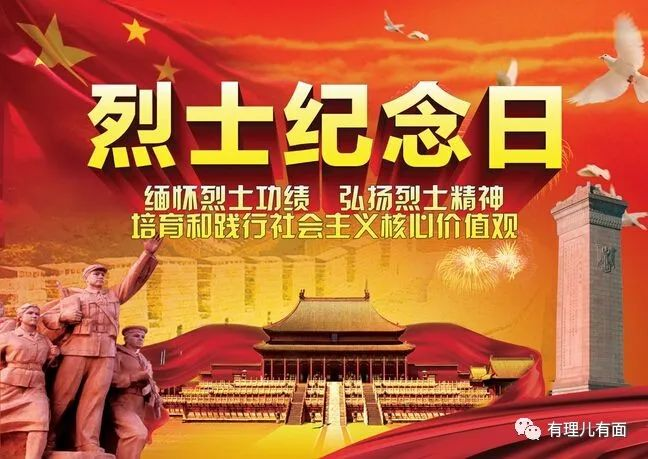 烈士纪念日
缅怀烈士功绩 弘扬烈士精神
培育和践行社会主义核心价值观
有理儿有面